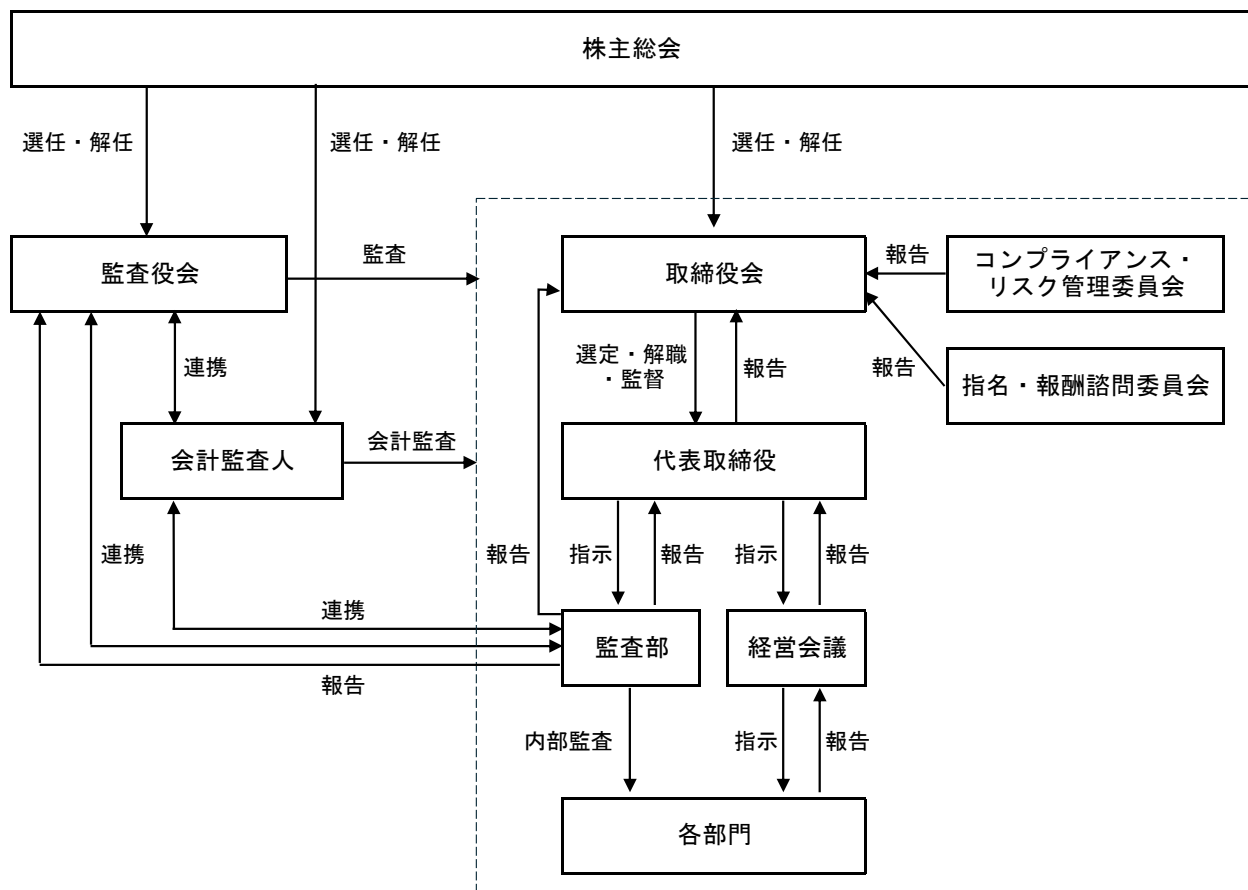 株主総会
選任・解任
選任・解任
選任・解任
監査役会
監査
取締役会
報告
コンプライアンス・
リスク管理委員会
連携
選定・解職
・監督
報告
報告
指名・報酬諮問委員会
会計監査人
会計監査
代表取締役
連携
報告
指示
報告
指示
報告
連携
監査部
経営会議
報告
内部監査
指示
報告
各部門